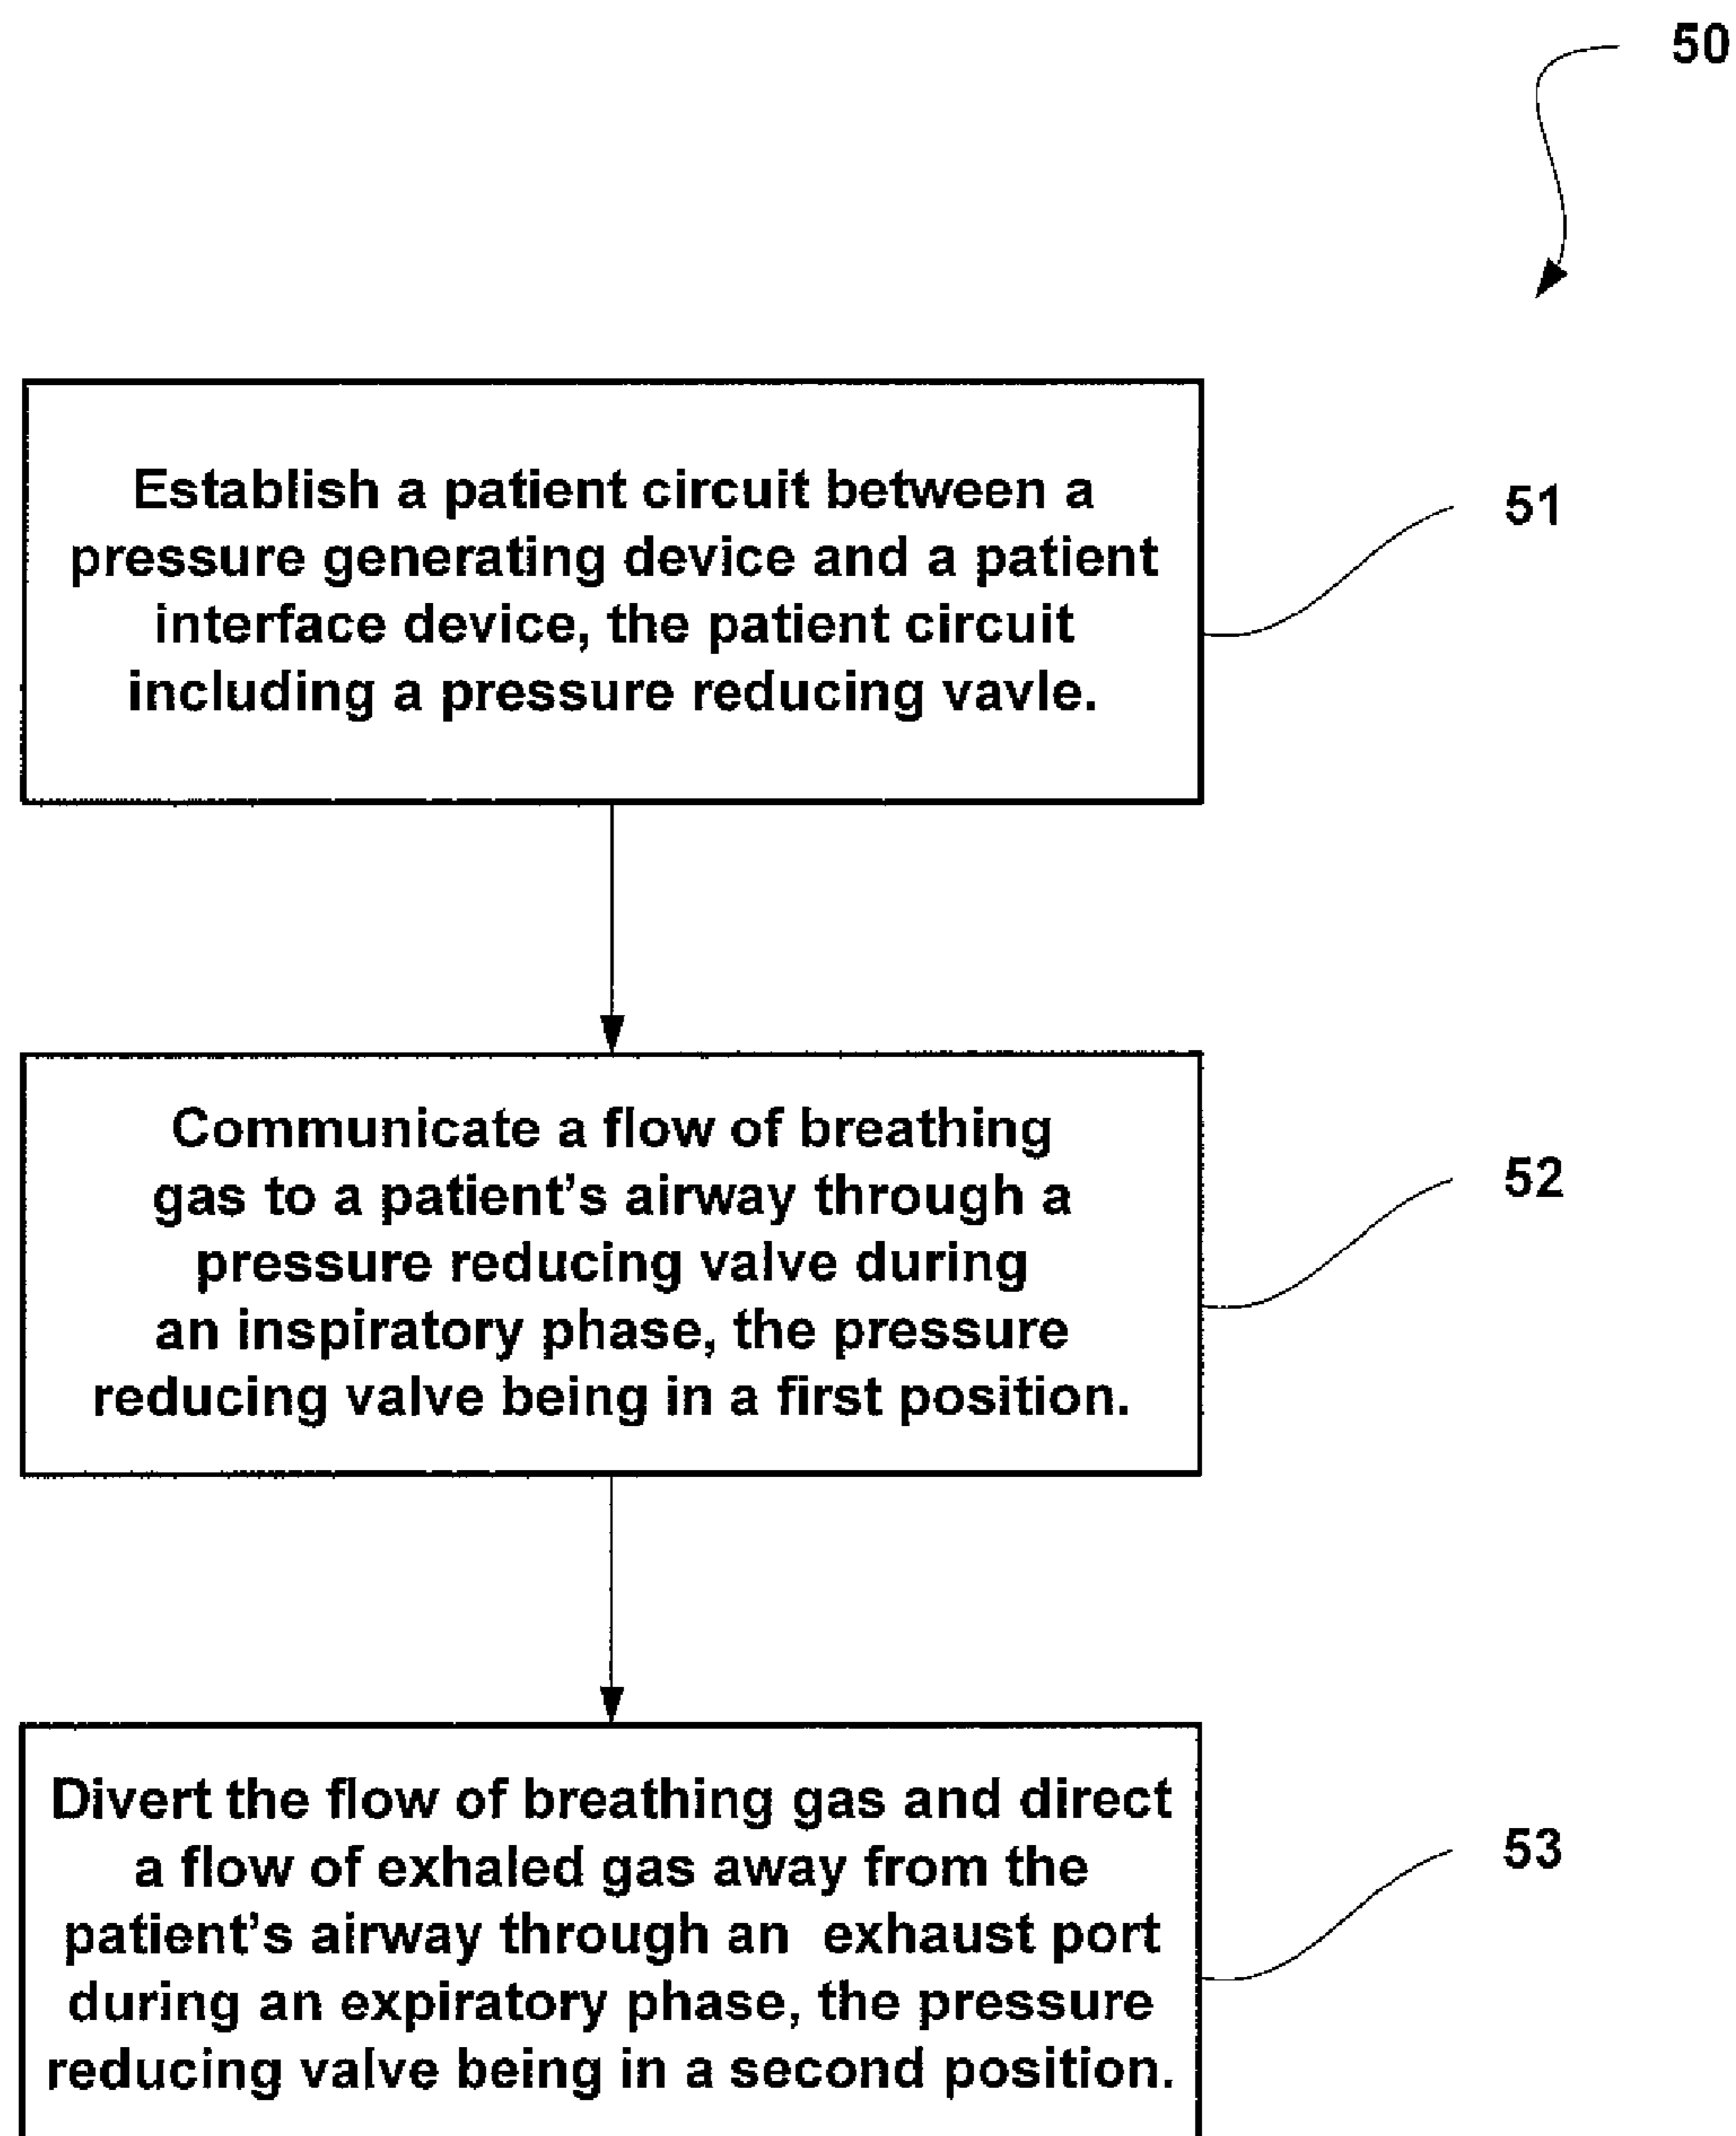 50
Establish a patient circuit between a
pressure generating device and a patient
interface device, the patient circuit
including a pressure reducing vavle.
51
Communicate a flow of breathing
gas to a patient's airway through a
pressure reducing valve during
an inspiratory phase, the pressure
reducing valve being in a first position.
52
Divert the flow of breathing gas and direct
a flow of exhaled gas away from the
patient's airway through an exhaust port
during an expiratory phase, the pressure
reducing valve being in a second position.
53